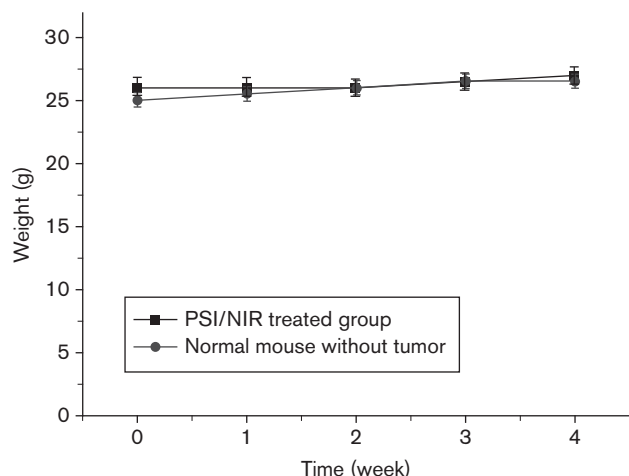 30
25
20
15
10
5
0
Weight (g)
PSI/NIR treated group
Normal mouse without tumor
0 1 2 3 4
Time (week)